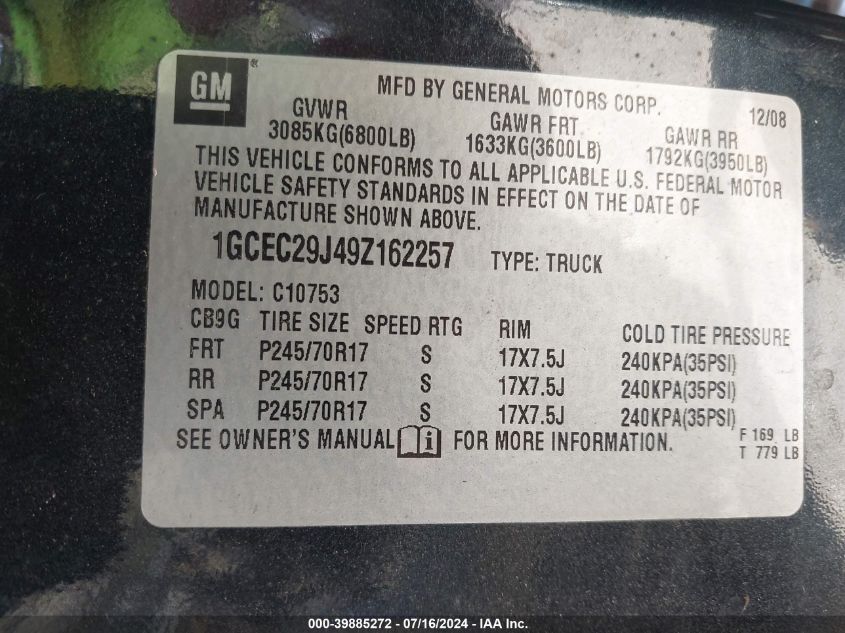 GM ®
MFD BY GENERAL MOTORS CORP.
12/08
GVWR GAWR FRT GAWR RR
3085KG(6800LB) 1633KG(3600LB) 1792KG(3950LB)
THIS VEHICLE CONFORMS TO ALL APPLICABLE U.S. FEDERAL MOTOR
VEHICLE SAFETY STANDARDS IN EFFECT ON THE DATE OF
MANUFACTURE SHOWN ABOVE.
1GCEC29J49Z162257 TYPE: TRUCK
MODEL: C10753
CB9G TIRE SIZE SPEED RTG RIM COLD TIRE PRESSURE
FRT P245/70R17 S 17X7.5J 240KPA(35PSI)
RR P245/70R17 S 17X7.5J 240KPA(35PSI)
SPA P245/70R17 S 17X7.5J 240KPA(35PSI)
SEE OWNER'S MANUAL i FOR MORE INFORMATION.
F 169 LB
T 779 LB
000-39885272 - 07/16/2024 - IAA Inc.